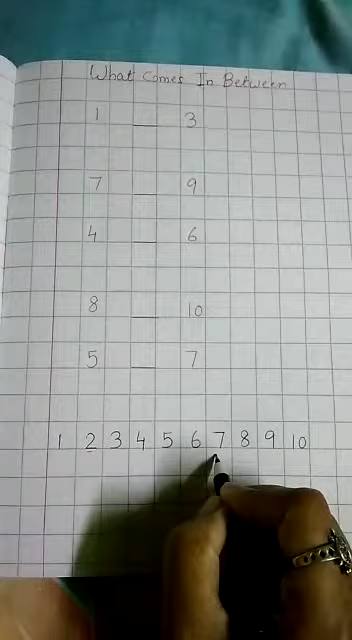 What Comes In Between
1 __ 3
7 __ 9
4 __ 6
8 __ 10
5 __ 7
1 2 3 4 5 6 7 8 9 10